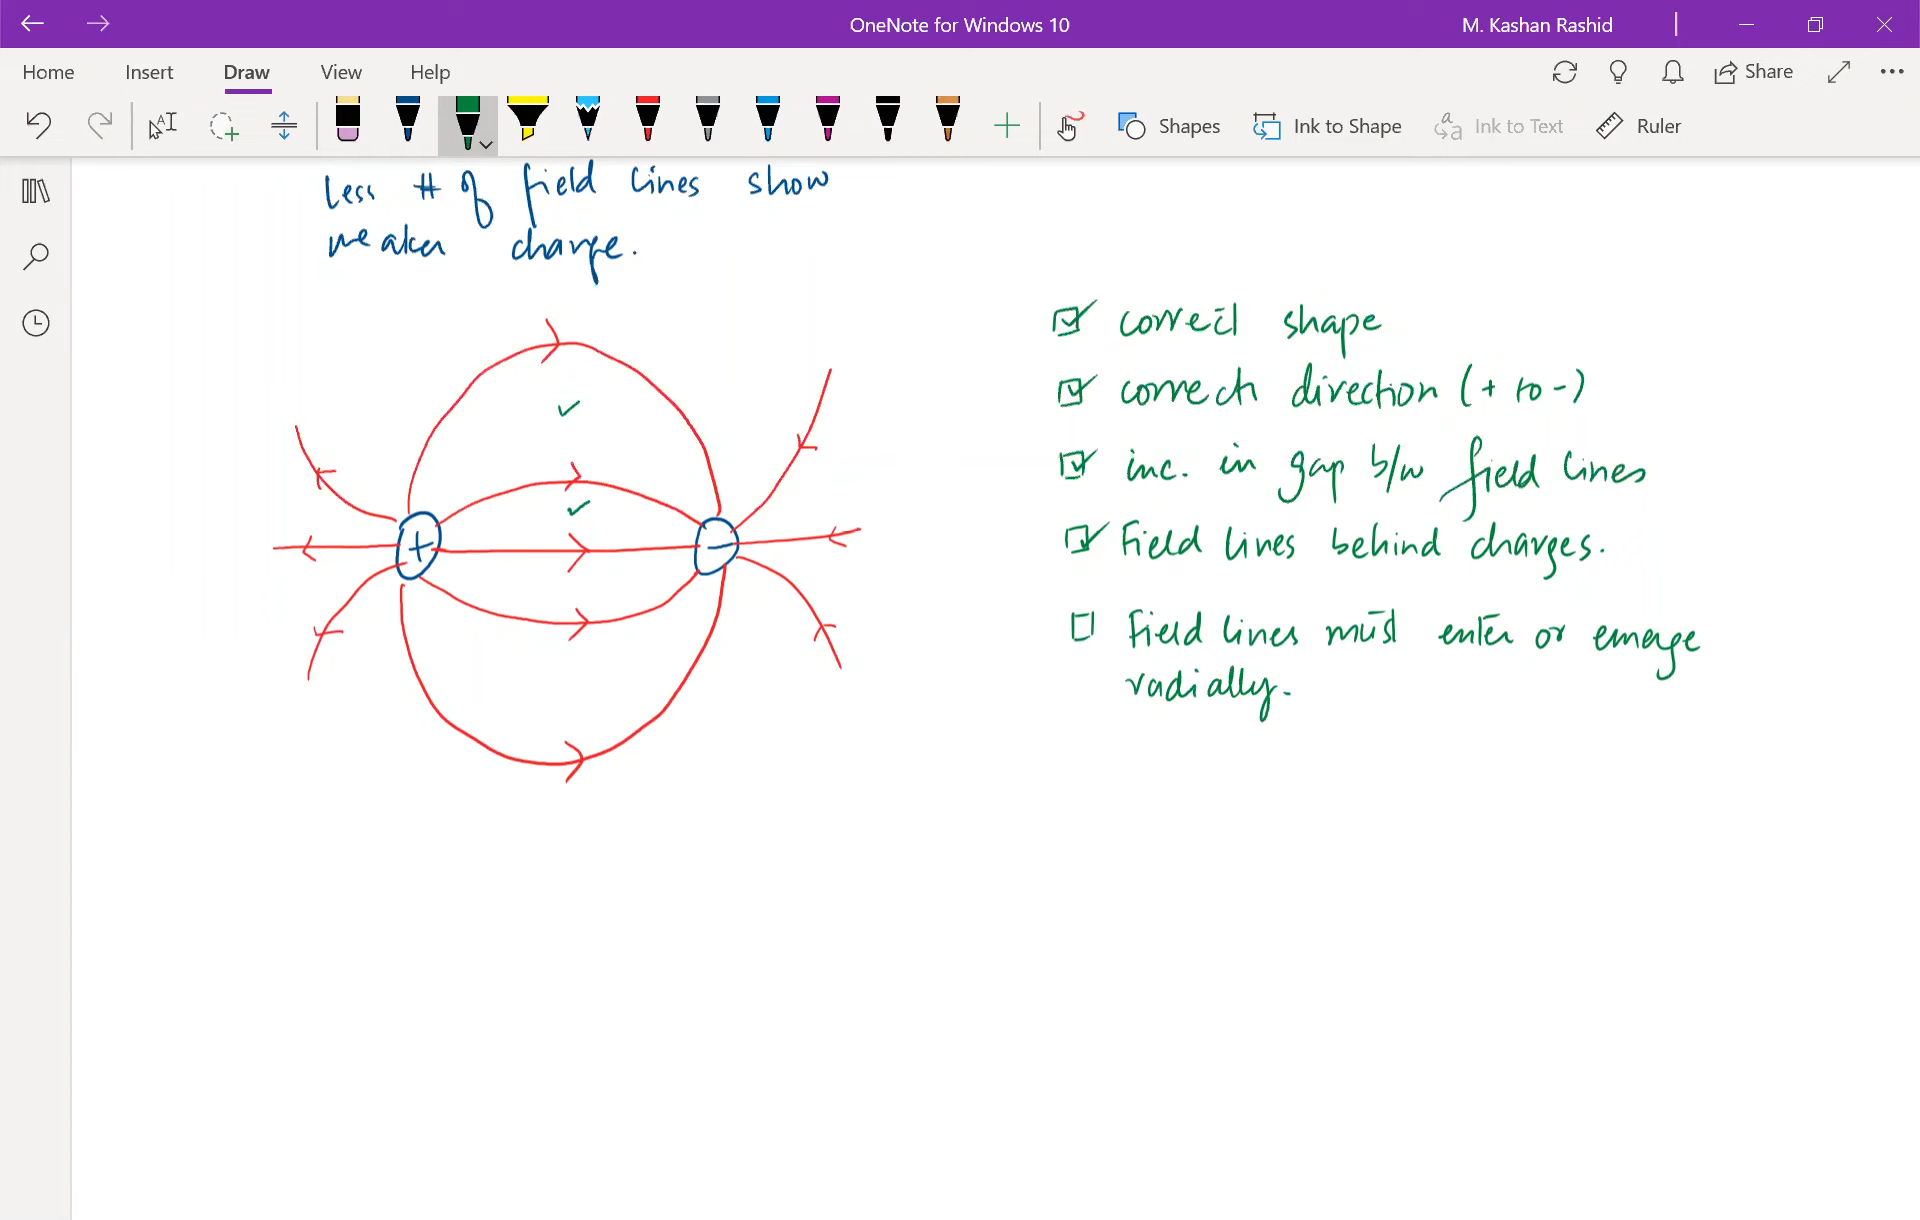 OneNote for Windows 10
M. Kashan Rashid
Home Insert Draw View Help
Share
Shapes Ink to Shape Ink to Text Ruler
Less # of field lines show
weaker charge.
correct shape
correct direction (+ to -)
inc. in gap b/w field lines
Field lines behind charges.
Field lines must enter or emerge
radially.
+ -